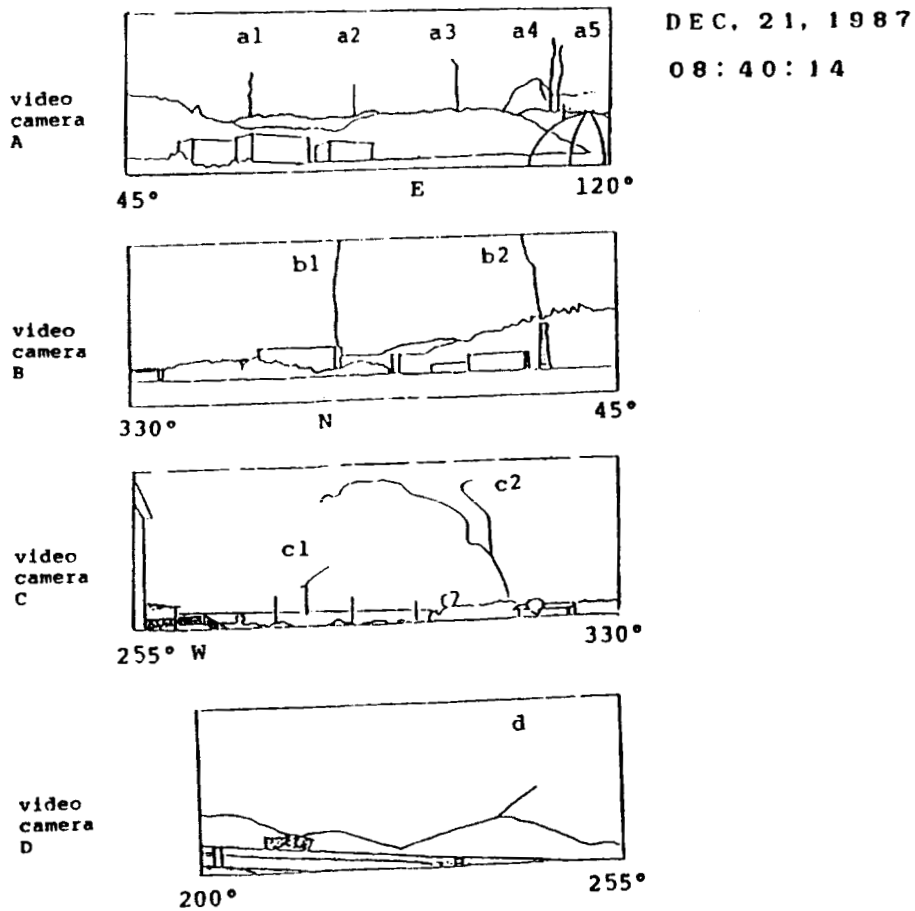 DEC. 21, 1987
08:40:14
video
camera
A
a1 a2 a3 a4 a5
45° E 120°
video
camera
B
b1 b2
330° N 45°
video
camera
C
c1 c2
255° W 330°
video
camera
D
d
200° 255°